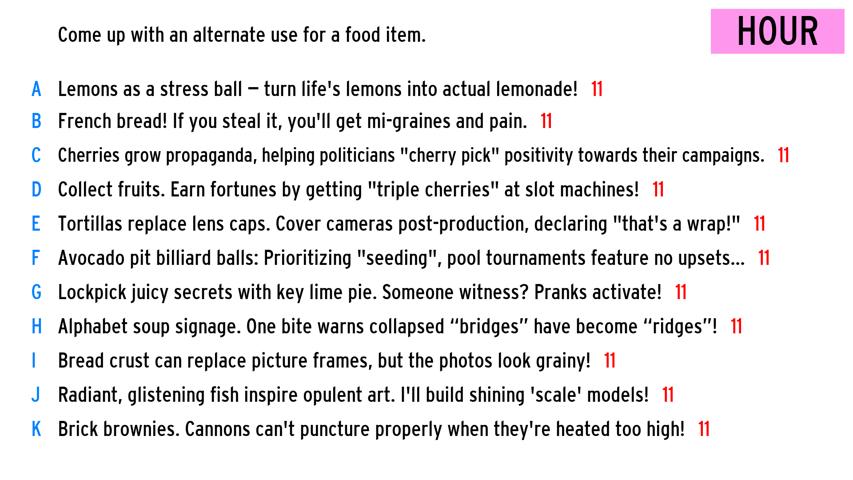 Come up with an alternate use for a food item.
HOUR
A Lemons as a stress ball – turn life's lemons into actual lemonade! 11
B French bread! If you steal it, you'll get mi-graines and pain. 11
C Cherries grow propaganda, helping politicians "cherry pick" positivity towards their campaigns. 11
D Collect fruits. Earn fortunes by getting "triple cherries" at slot machines! 11
E Tortillas replace lens caps. Cover cameras post-production, declaring "that's a wrap!" 11
F Avocado pit billiard balls: Prioritizing "seeding", pool tournaments feature no upsets... 11
G Lockpick juicy secrets with key lime pie. Someone witness? Pranks activate! 11
H Alphabet soup signage. One bite warns collapsed “bridges” have become “ridges”! 11
I Bread crust can replace picture frames, but the photos look grainy! 11
J Radiant, glistening fish inspire opulent art. I'll build shining 'scale' models! 11
K Brick brownies. Cannons can't puncture properly when they're heated too high! 11